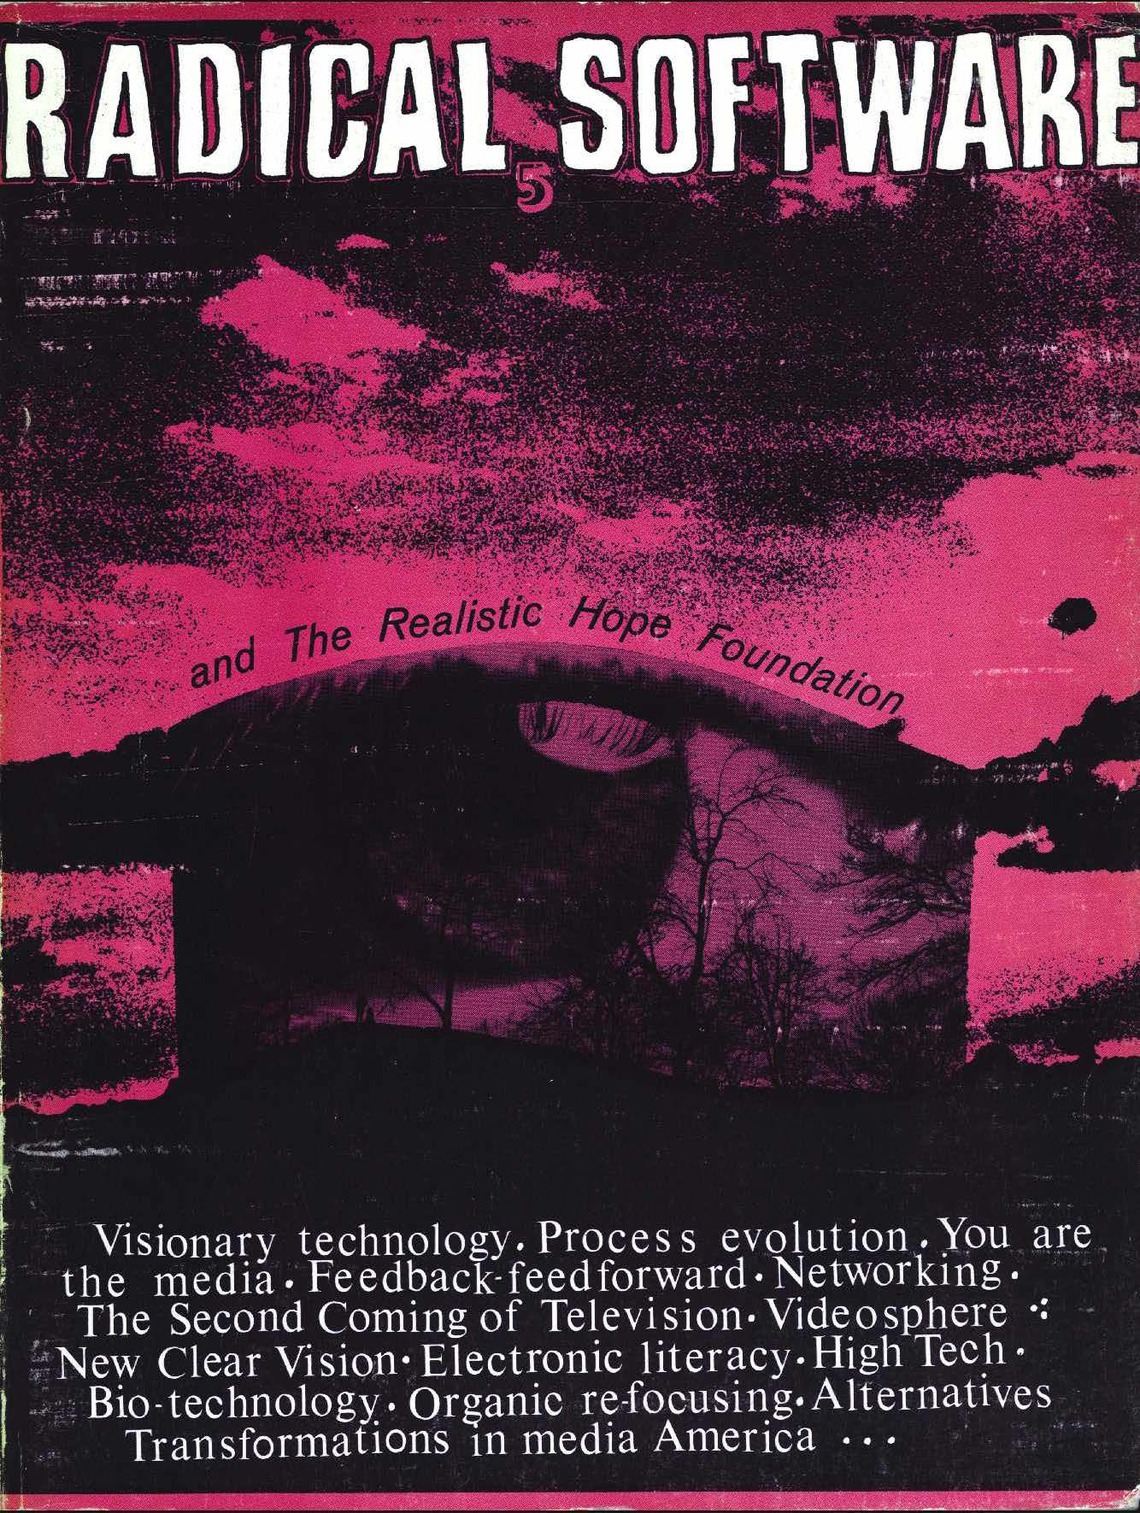 RADICAL SOFTWARE
5
and The Realistic Hope Foundation
Visionary technology. Process evolution. You are
the media · Feedback-feedforward · Networking ·
The Second Coming of Television · Videosphere ·:
New Clear Vision · Electronic literacy · High Tech ·
Bio-technology · Organic re-focusing. Alternatives
Transformations in media America . . .